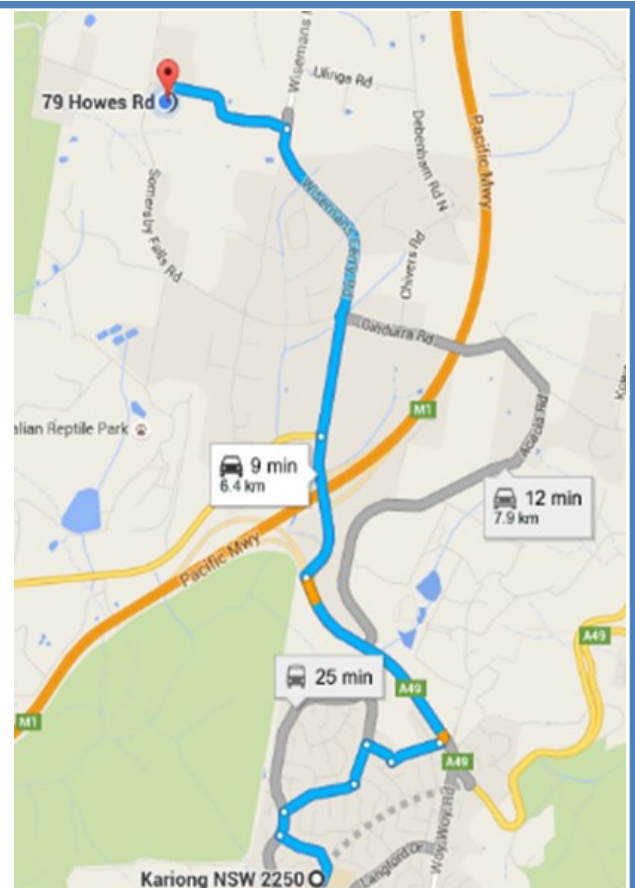 Wisemans
Ulinga Rd
79 Howes Rd
Pacific Mwy
Debenham Rd N
Somersby Falls Rd
Wisemans Ferry Rd
Chivers Rd
Gindurra Rd
M1
Acacia Rd
alian Reptile Park
9 min
6.4 km
12 min
7.9 km
Pacific Mwy
A49
25 min
A49
M1
A49
Woy Woy Rd
Langford Dr
Kariong NSW 2250